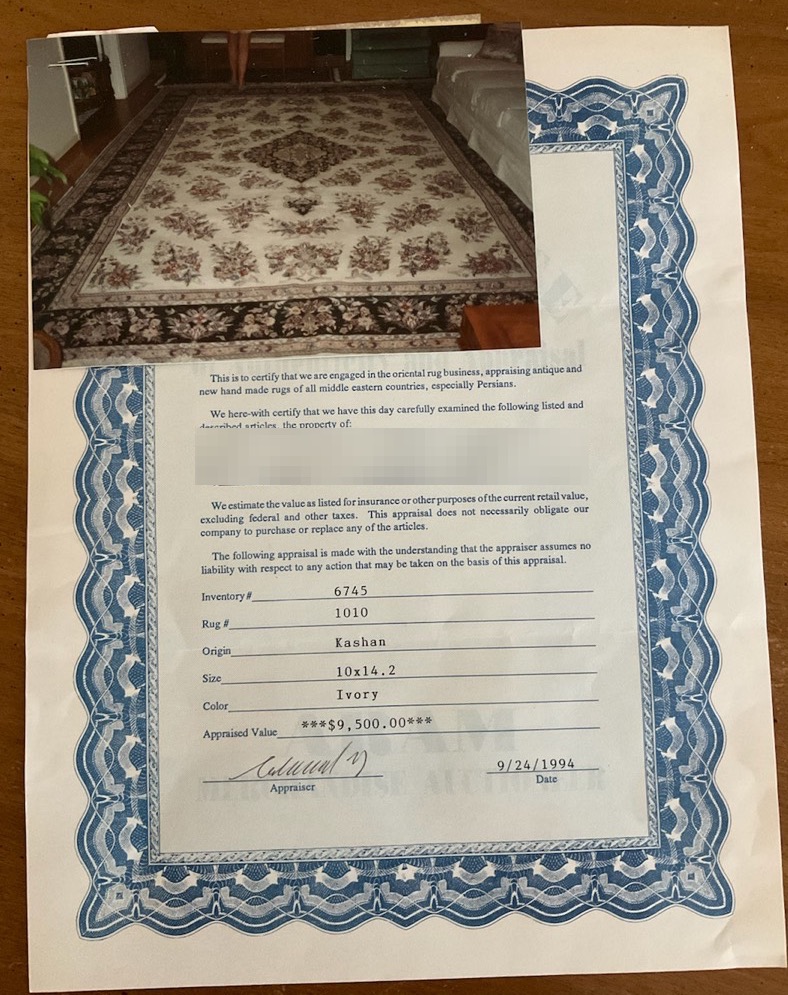 This is to certify that we are engaged in the oriental rug business, appraising antique and
new hand made rugs of all middle eastern countries, especially Persians.
We here-with certify that we have this day carefully examined the following listed and
described articles, the property of:
We estimate the value as listed for insurance or other purposes of the current retail value,
excluding federal and other taxes. This appraisal does not necessarily obligate our
company to purchase or replace any of the articles.
The following appraisal is made with the understanding that the appraiser assumes no
liability with respect to any action that may be taken on the basis of this appraisal.
Inventory# 6745
Rug # 1010
Origin Kashan
Size 10x14.2
Color Ivory
Appraised Value ***$9,500.00***
9/24/1994
Appraiser Date